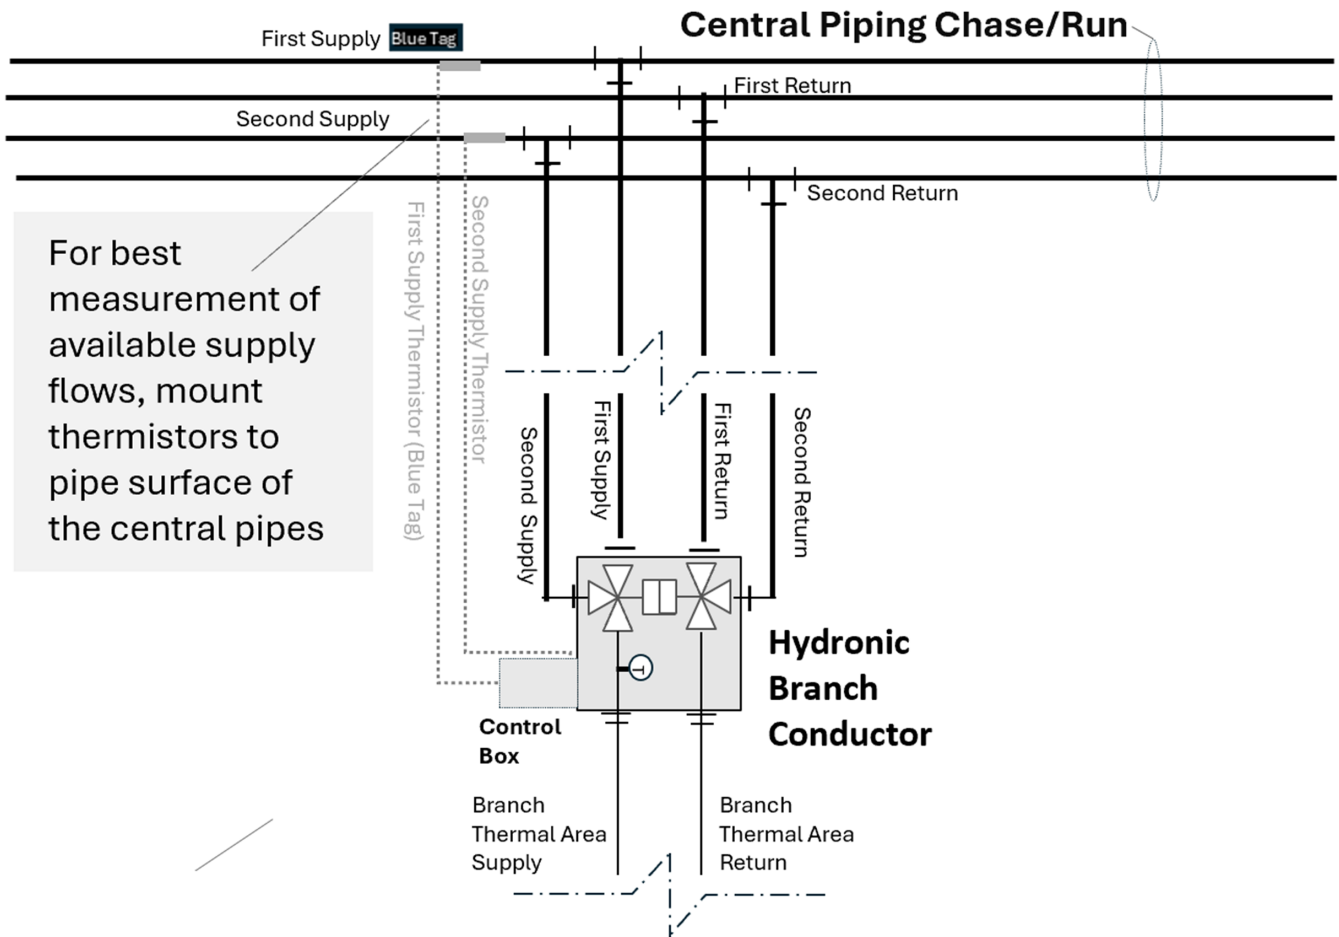 Central Piping Chase/Run
First Supply Blue Tag
First Return
Second Supply
Second Return
For best
measurement of
available supply
flows, mount
thermistors to
pipe surface of
the central pipes
First Supply Thermistor (Blue Tag)
Second Supply Thermistor
Second Supply
First Supply
First Return
Second Return
T
Hydronic
Branch
Conductor
Control
Box
Branch
Thermal Area
Supply
Branch
Thermal Area
Return